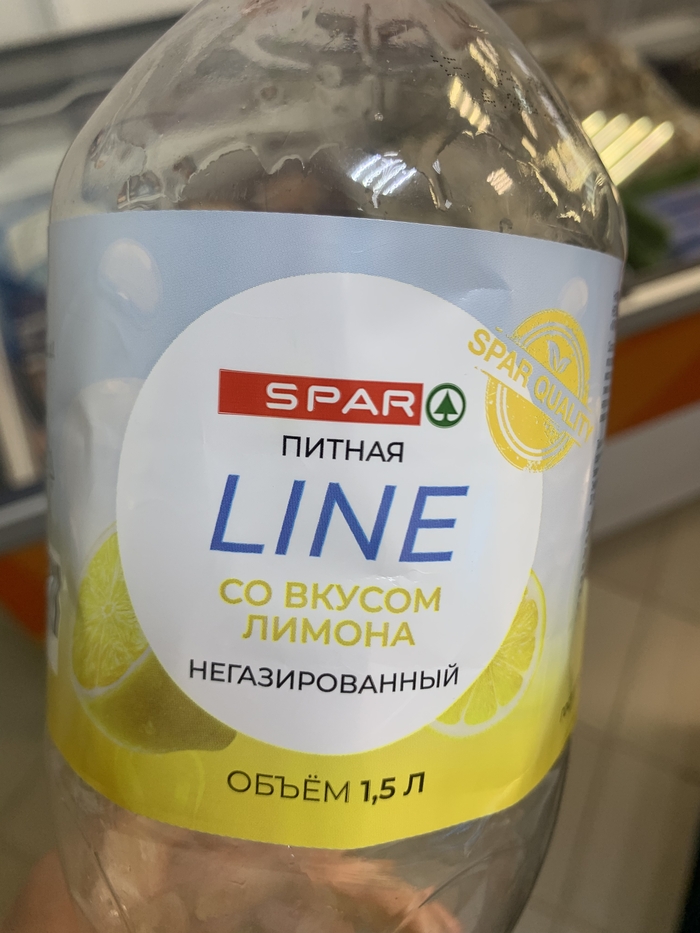 SPAR
SPAR QUALITY
ПИТНАЯ
LINE
СО ВКУСОМ
ЛИМОНА
НЕГАЗИРОВАННЫЙ
ОБЪЁМ 1,5 Л